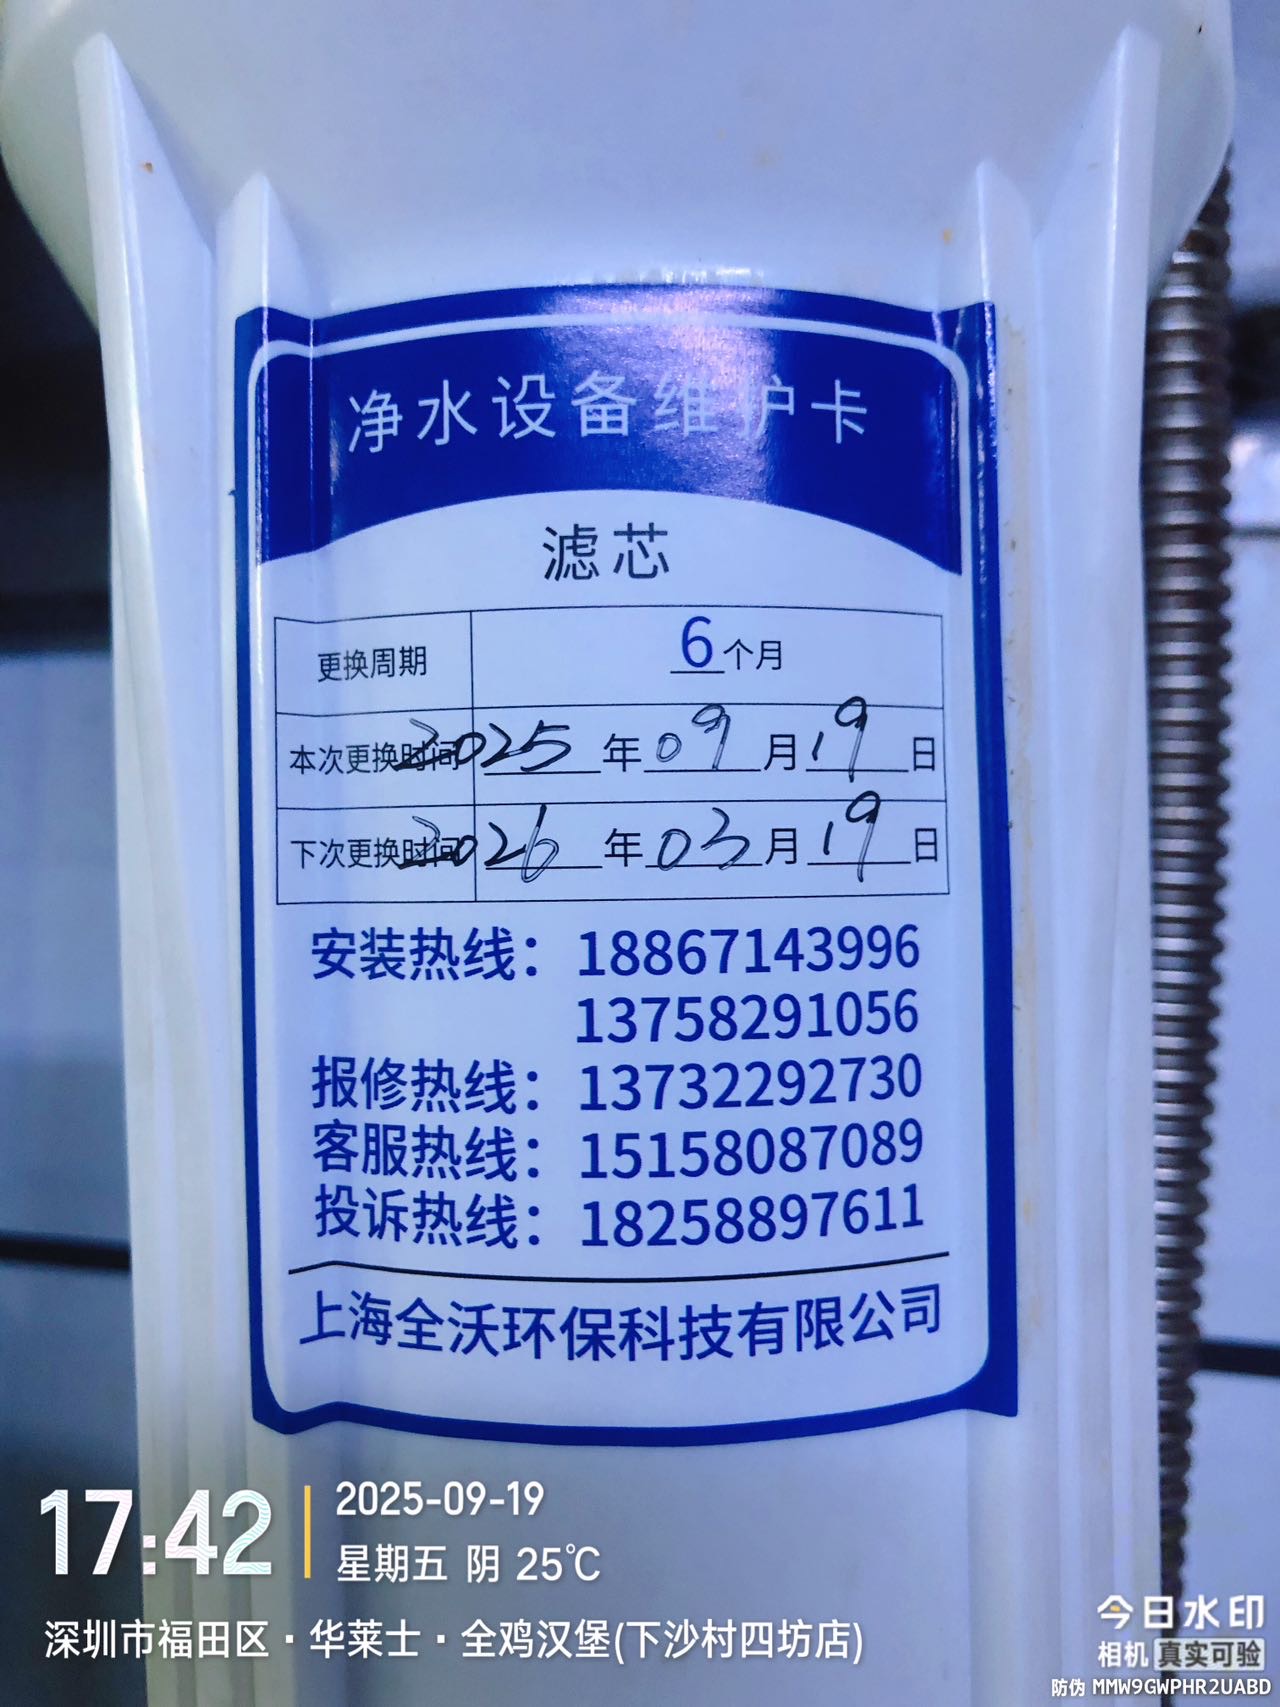 净水设备维护卡
滤芯
更换周期 6个月
本次更换时间 2025年09月19日
下次更换时间 2026年03月19日
安装热线：18867143996
13758291056
报修热线：13732292730
客服热线：15158087089
投诉热线：18258897611
上海全沃环保科技有限公司
17:42
2025-09-19
星期五 阴 25℃
深圳市福田区·华莱士·全鸡汉堡(下沙村四坊店)
今日水印
相机 真实可验
防伪 MMW9GWPHR2UABD